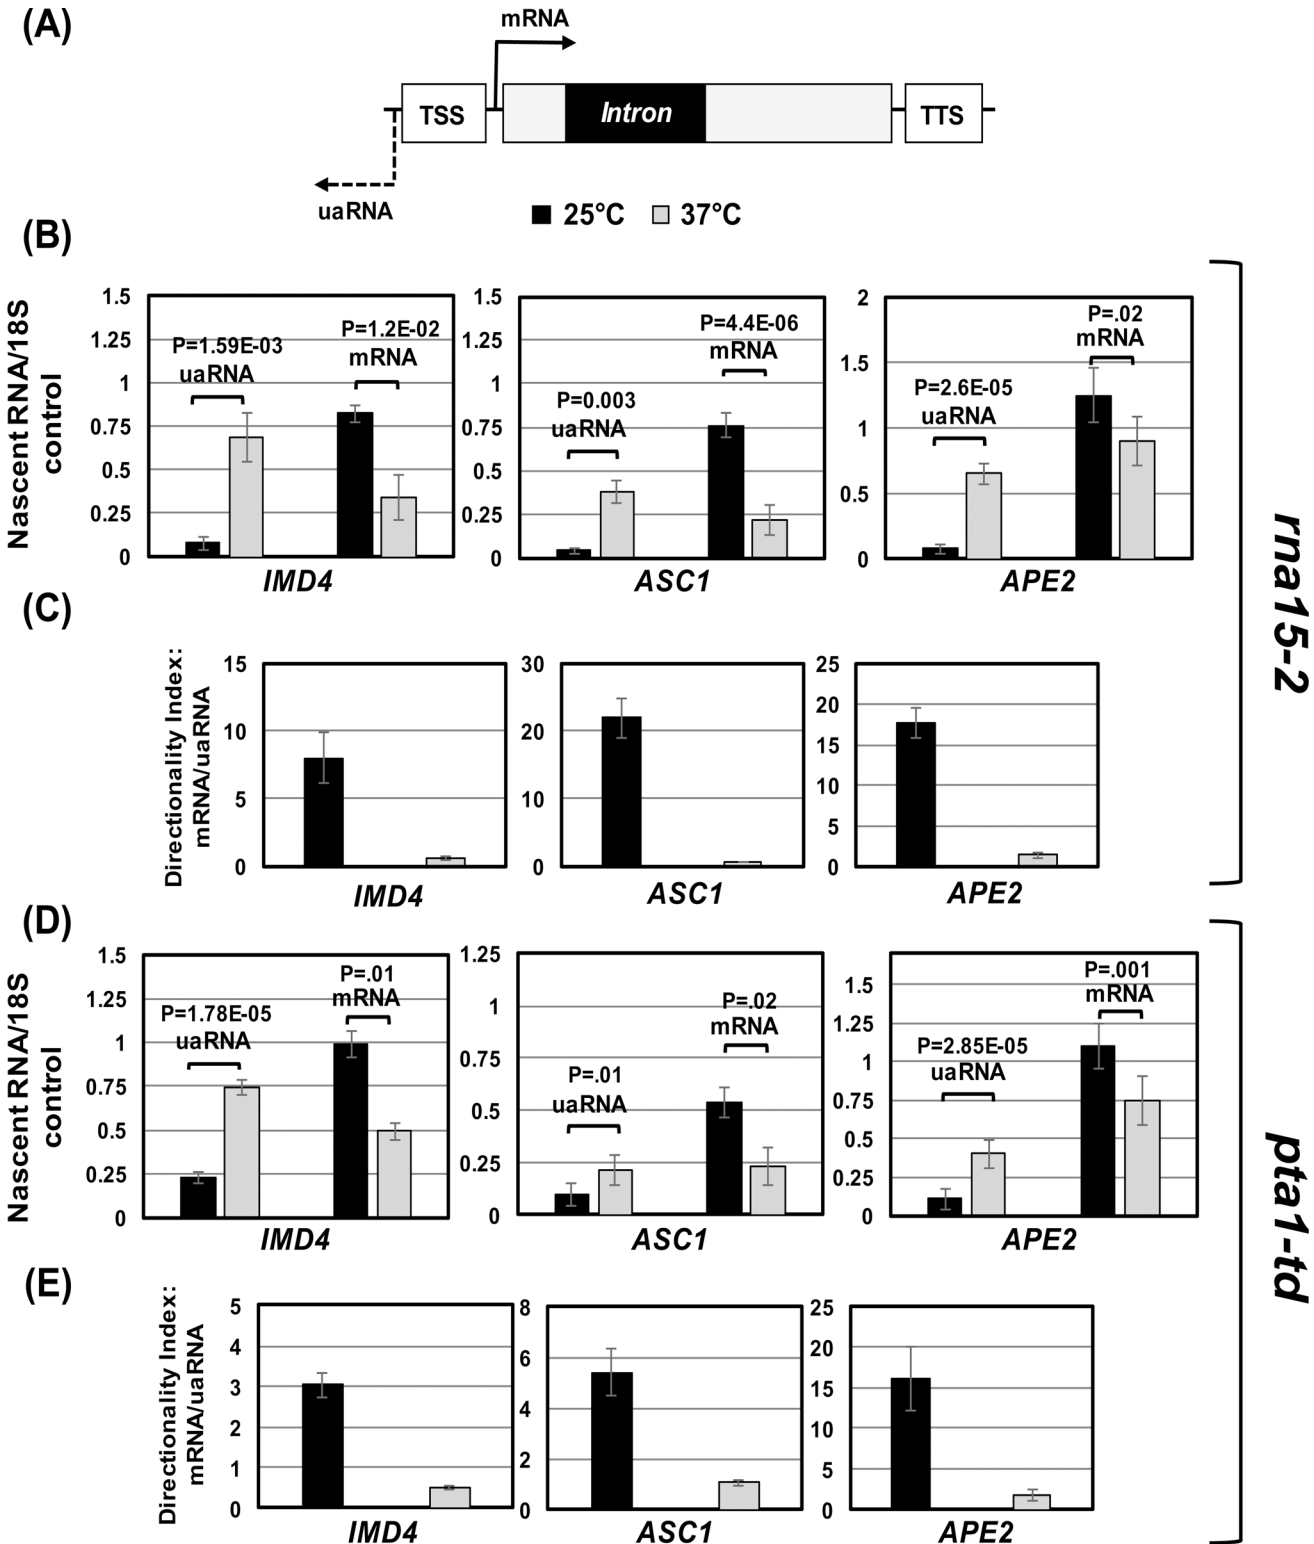 (A)
mRNA
TSS
Intron
TTS
uaRNA
25°C
37°C
(B)
Nascent RNA/18S
control
1.5
1.25
1
0.75
0.5
0.25
0
P=1.59E-03
uaRNA
P=1.2E-02
mRNA
IMD4
1.5
1.25
1
0.75
0.5
0.25
0
P=0.003
uaRNA
P=4.4E-06
mRNA
ASC1
2
1.5
1
0.5
0
P=2.6E-05
uaRNA
P=.02
mRNA
APE2
(C)
Directionality Index:
mRNA/uaRNA
15
10
5
0
IMD4
30
20
10
0
ASC1
25
20
15
10
5
0
APE2
rna15-2
(D)
Nascent RNA/18S
control
1.5
1.25
1
0.75
0.5
0.25
0
P=1.78E-05
uaRNA
P=.01
mRNA
IMD4
1.25
1
0.75
0.5
0.25
0
P=.01
uaRNA
P=.02
mRNA
ASC1
1.5
1.25
1
0.75
0.5
0.25
0
P=2.85E-05
uaRNA
P=.001
mRNA
APE2
(E)
Directionality Index:
mRNA/uaRNA
5
4
3
2
1
0
IMD4
8
6
4
2
0
ASC1
25
20
15
10
5
0
APE2
pta1-td